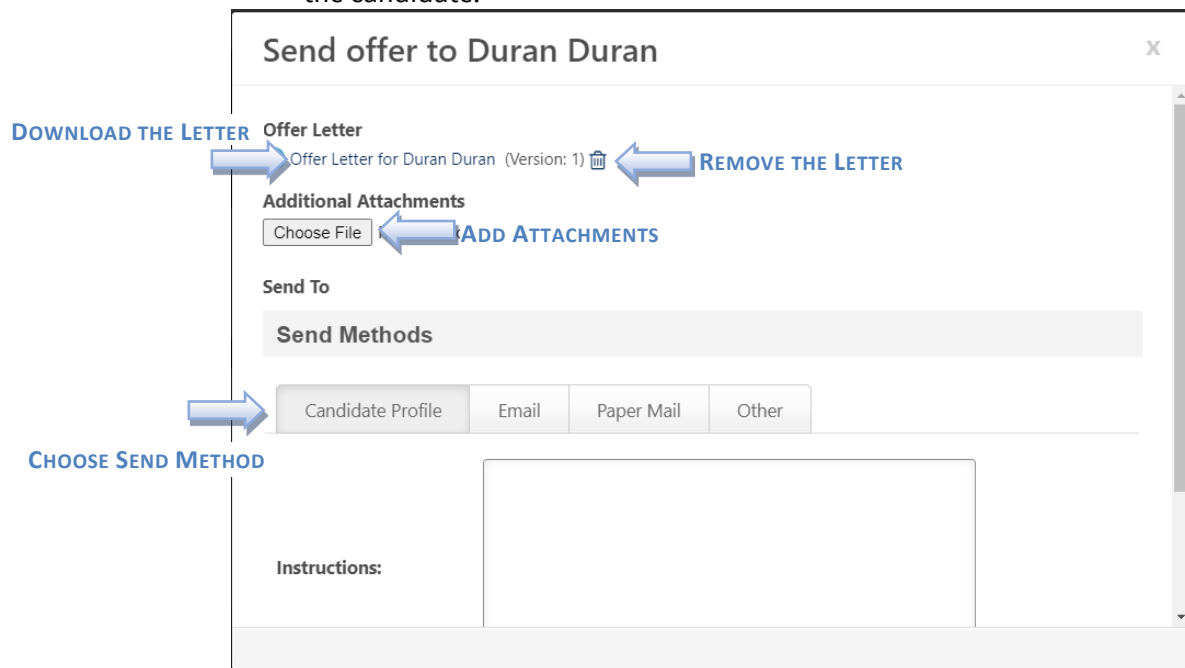 the candidate.
Send offer to Duran Duran x
DOWNLOAD THE LETTER Offer Letter
Offer Letter for Duran Duran (Version: 1) REMOVE THE LETTER
Additional Attachments
Choose File ADD ATTACHMENTS
Send To
Send Methods
Candidate Profile Email Paper Mail Other
CHOOSE SEND METHOD
Instructions: